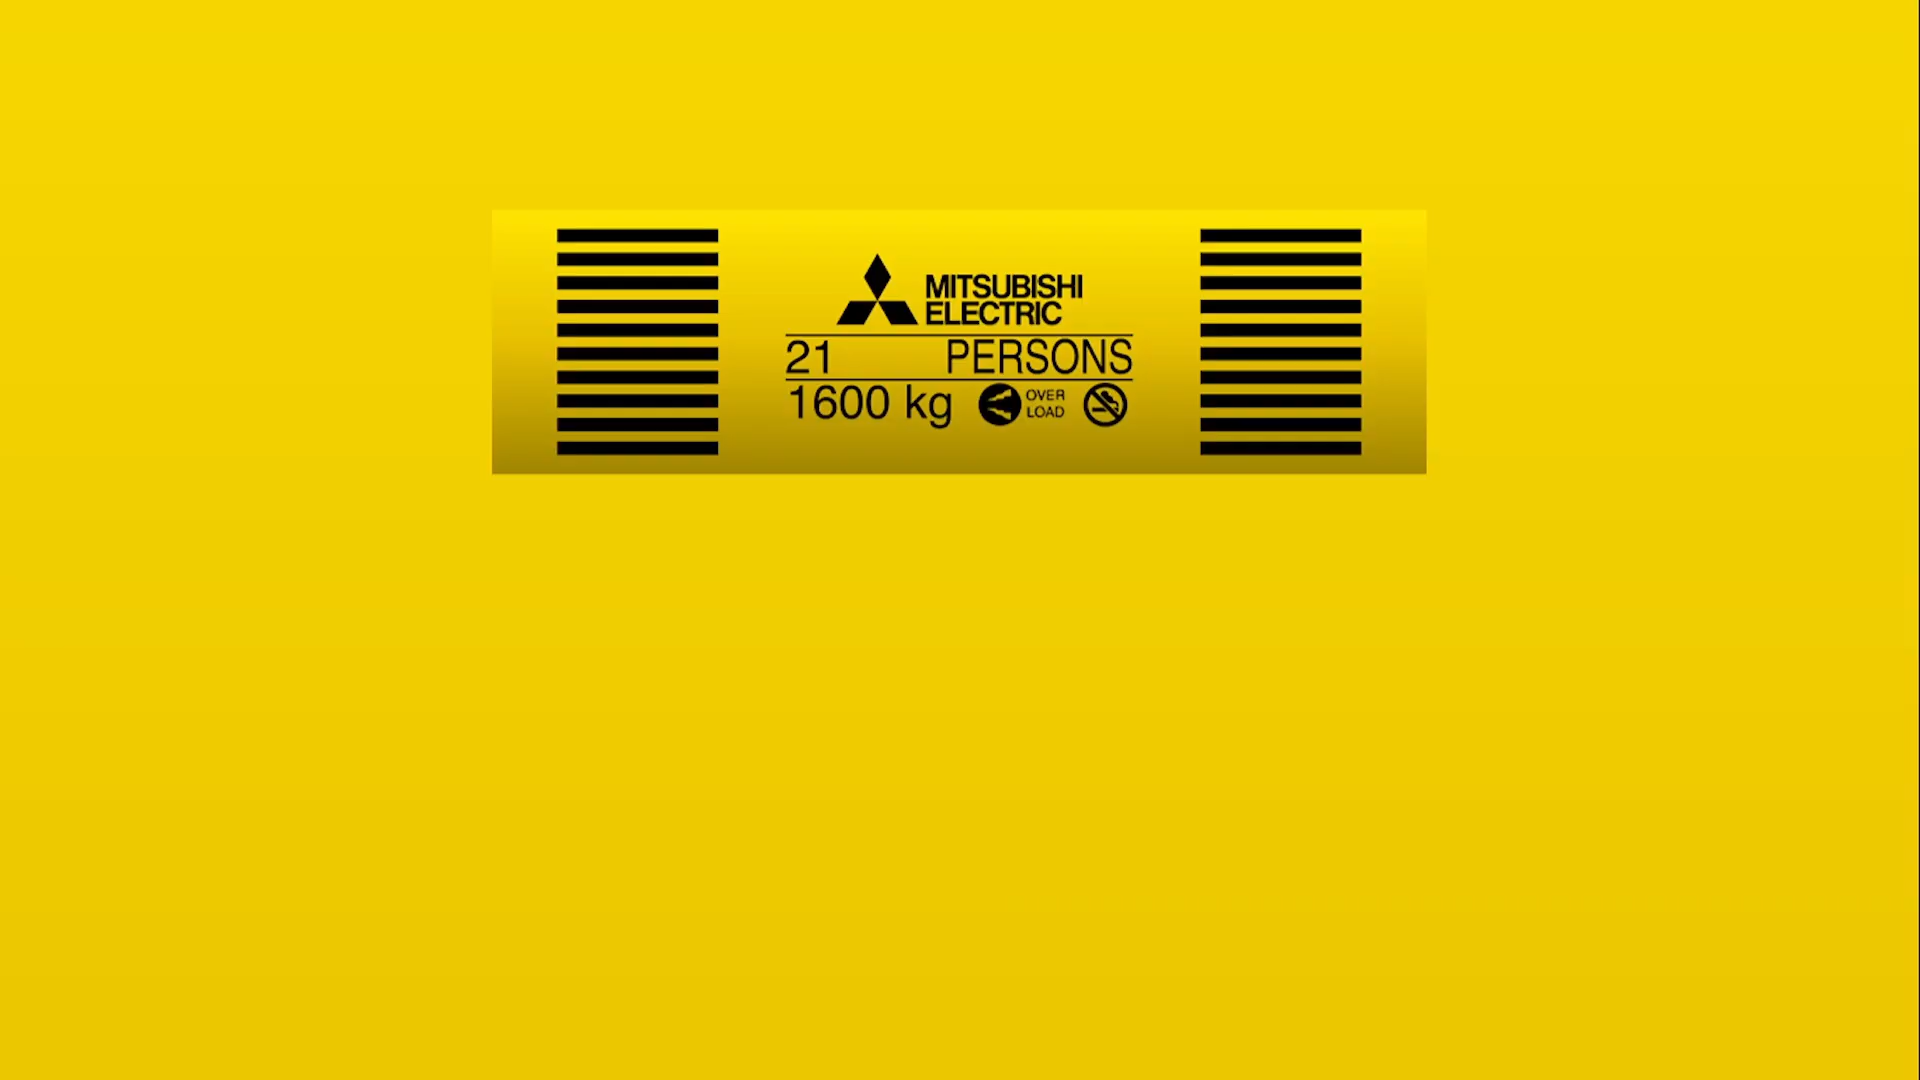 MITSUBISHI
ELECTRIC
21 PERSONS
1600 kg OVER
LOAD